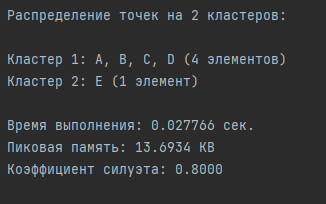 Распределение точек на 2 кластеров:
Кластер 1: A, B, C, D (4 элементов)
Кластер 2: E (1 элемент)
Время выполнения: 0.027766 сек.
Пиковая память: 13.6934 KB
Коэффициент силуэта: 0.8000